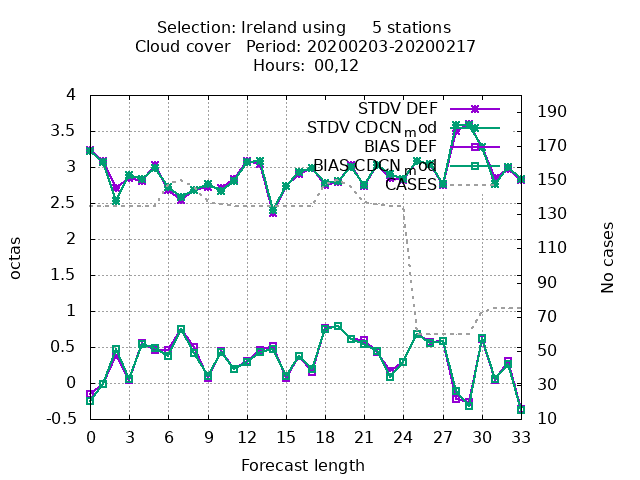 Selection: Ireland using 5 stations
Cloud cover Period: 20200203-20200217
Hours: 00,12
STDV DEF
STDV CDCN_mod
BIAS DEF
BIAS CDCN_mod
CASES
4
3.5
3
2.5
2
1.5
1
0.5
0
-0.5
octas
190
170
150
130
110
90
70
50
30
10
No cases
0 3 6 9 12 15 18 21 24 27 30 33
Forecast length